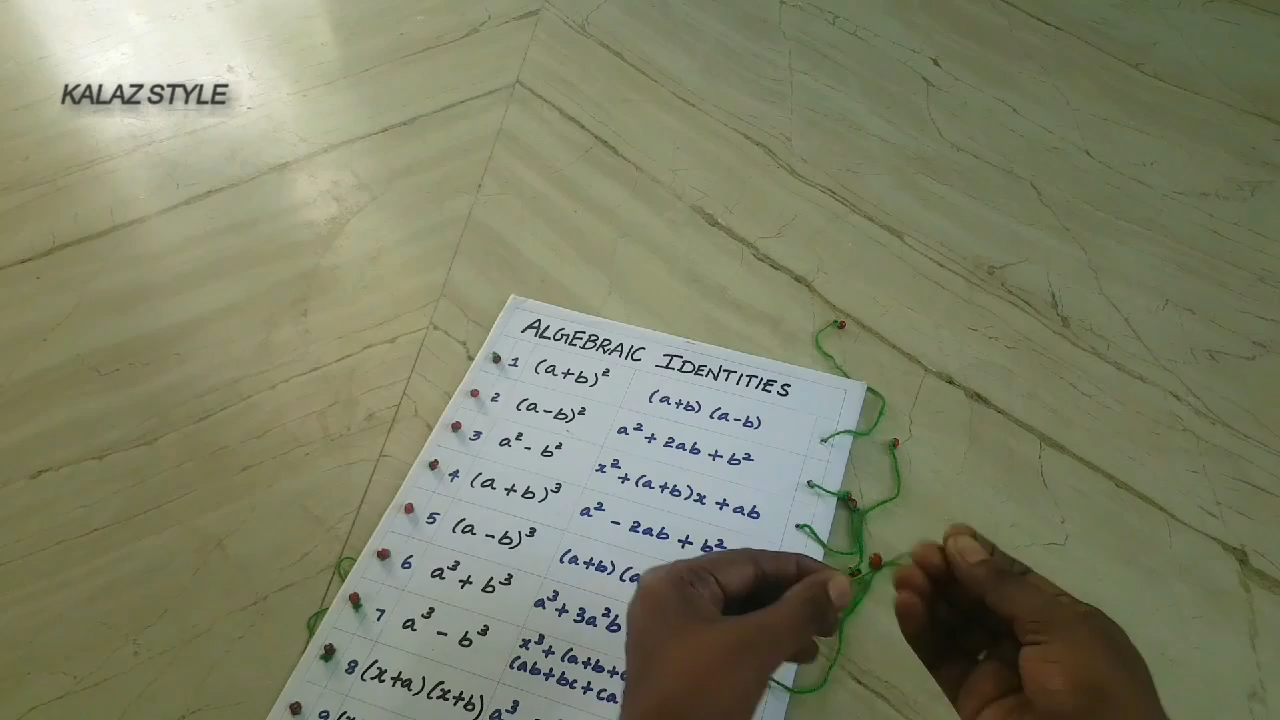 KALAZ STYLE
ALGEBRAIC IDENTITIES
1 (a+b)²
2 (a-b)²
3 a² - b²
4 (a+b)³
5 (a-b)³
6 a³ + b³
7 a³ - b³
8 (x+a)(x+b)
(a+b) (a-b)
a² + 2ab + b²
x² + (a+b)x + ab
a² - 2ab + b²
(a+b)
a³ + 3a²b
x³ + (a+b+
(ab+bc+ca
a³